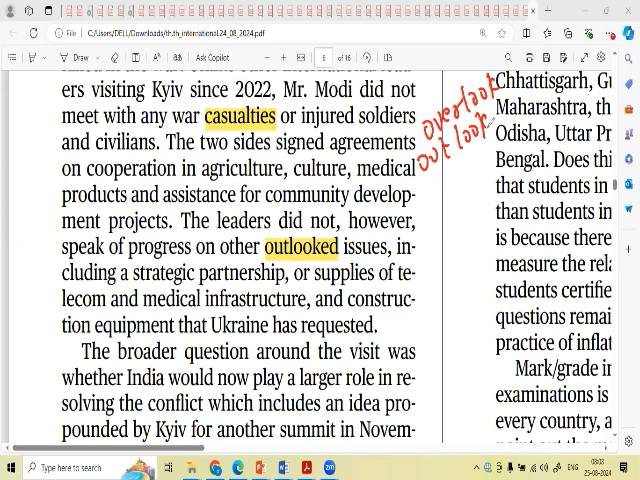 File
C:/Users/DELL/Downloads/th.th_international24_08_2024.pdf
Draw
Ask Copilot
6
of 16
ers visiting Kyiv since 2022, Mr. Modi did not
meet with any war casualties or injured soldiers
and civilians. The two sides signed agreements
on cooperation in agriculture, culture, medical
products and assistance for community develop-
ment projects. The leaders did not, however,
speak of progress on other outlooked issues, in-
cluding a strategic partnership, or supplies of te-
lecom and medical infrastructure, and construc-
tion equipment that Ukraine has requested.
The broader question around the visit was
whether India would now play a larger role in re-
solving the conflict which includes an idea pro-
pounded by Kyiv for another summit in Novem-
overlook
out look
Chhattisgarh, Gu
Maharashtra, th
Odisha, Uttar Pr
Bengal. Does thi
that students in
than students in
is because there
measure the rela
students certifie
questions remai
practice of inflat
Mark/grade in
examinations is
every country, a
Type here to search
ENG
08:08
25-08-2024